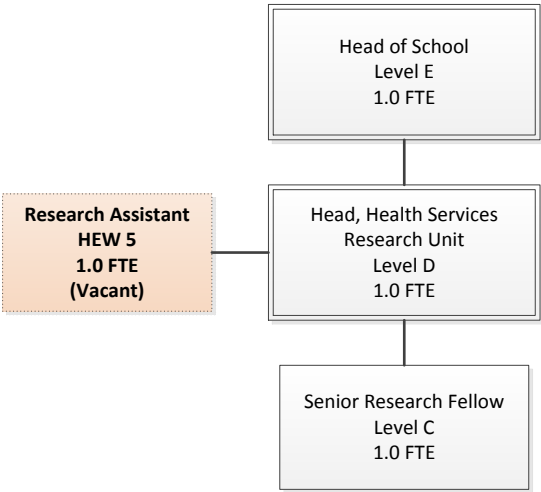 Head of School
Level E
1.0 FTE
Research Assistant
HEW 5
1.0 FTE
(Vacant)
Head, Health Services
Research Unit
Level D
1.0 FTE
Senior Research Fellow
Level C
1.0 FTE